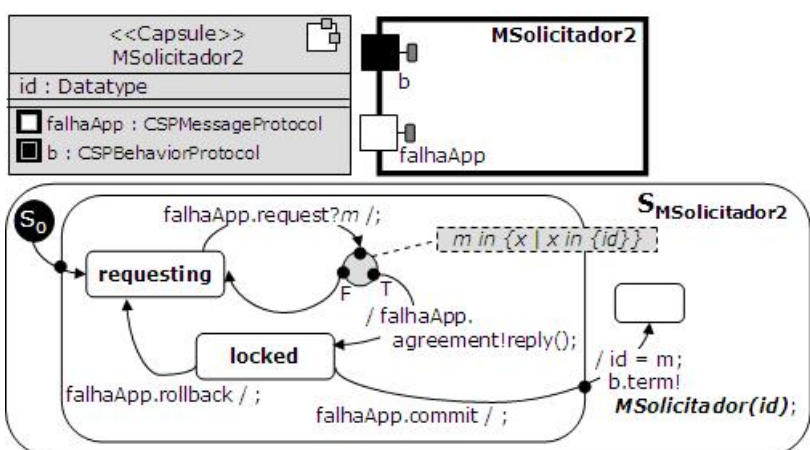 <<Capsule>>
MSolicitador2
id : Datatype
falhaApp : CSPMessageProtocol
b : CSPBehaviorProtocol
MSolicitador2
b
falhaApp
S0
SMSolicitador2
falhaApp.request?m /;
m in {x | x in {id}}
requesting
F
T
/ falhaApp.
agreement!reply();
locked
falhaApp.rollback / ;
falhaApp.commit / ;
/ id = m;
b.term!
MSolicitador(id);